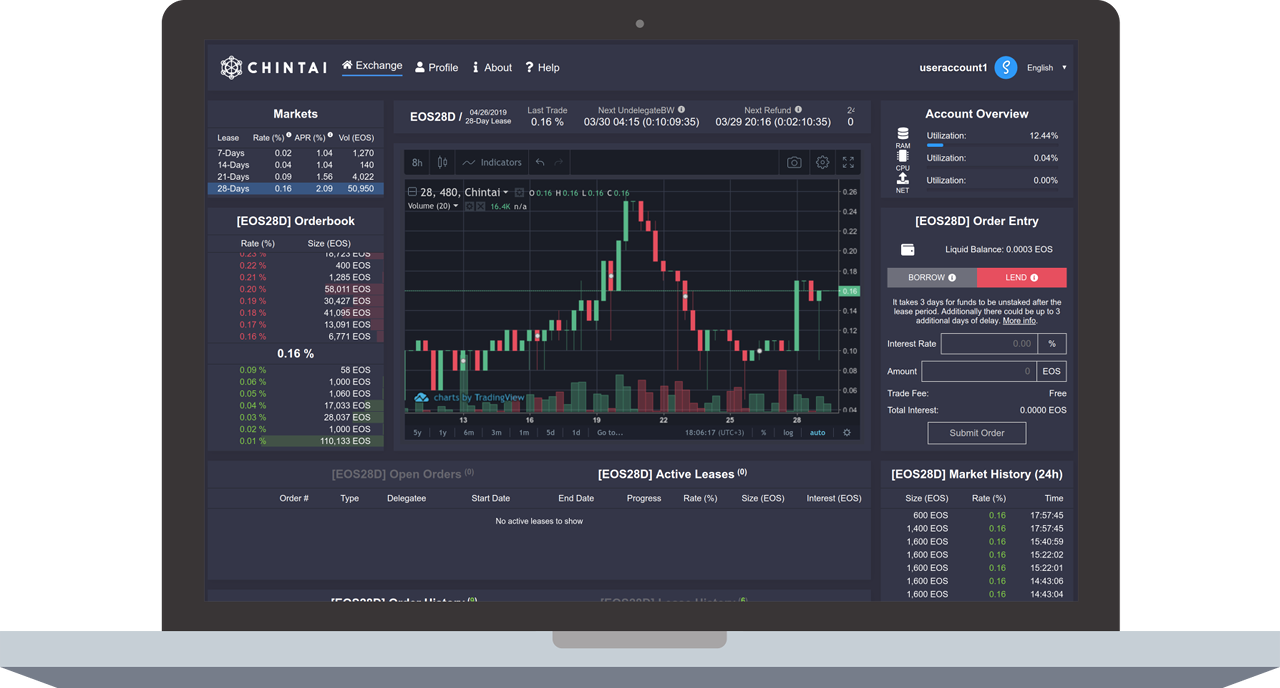 CHINTAI
Exchange Profile About Help
useraccount1 English
Markets
Lease Rate (%) APR (%) Vol (EOS)
7-Days 0.02 1.04 1,270
14-Days 0.04 1.04 140
21-Days 0.09 1.56 4,022
28-Days 0.16 2.09 50,950
EOS28D / 04/26/2019 28-Day Lease
Last Trade 0.16 %
Next UndelegateBW 03/30 04:15 (0:10:09:35)
Next Refund 03/29 20:16 (0:02:10:35)
0
Account Overview
RAM Utilization: 12.44%
CPU Utilization: 0.04%
NET Utilization: 0.00%
[EOS28D] Orderbook
Rate (%) Size (EOS)
0.23 % 18,723 EOS
0.22 % 400 EOS
0.21 % 1,285 EOS
0.20 % 58,011 EOS
0.19 % 30,427 EOS
0.18 % 41,095 EOS
0.17 % 13,091 EOS
0.16 % 6,771 EOS
0.16 %
0.09 % 58 EOS
0.06 % 1,000 EOS
0.05 % 1,060 EOS
0.04 % 17,033 EOS
0.03 % 28,037 EOS
0.02 % 1,000 EOS
0.01 % 110,133 EOS
8h Indicators
28, 480, Chintai O 0.16 H 0.16 L 0.16 C 0.16
Volume (20) 16.4K n/a
0.26
0.24
0.22
0.20
0.18
0.16
0.14
0.12
0.10
0.08
0.06
0.04
charts by TradingView
13 16 19 22 25 28
5y 1y 6m 3m 1m 5d 1d Go to... 18:06:17 (UTC+3) % log auto
[EOS28D] Order Entry
Liquid Balance: 0.0003 EOS
BORROW LEND
It takes 3 days for funds to be unstaked after the
lease period. Additionally there could be up to 3
additional days of delay. More info.
Interest Rate 0.00 %
Amount 0 EOS
Trade Fee: Free
Total Interest: 0.0000 EOS
Submit Order
[EOS28D] Open Orders (0) [EOS28D] Active Leases (0)
Order # Type Delegatee Start Date End Date Progress Rate (%) Size (EOS) Interest (EOS)
No active leases to show
[EOS28D] Market History (24h)
Size (EOS) Rate (%) Time
600 EOS 0.16 17:57:45
1,400 EOS 0.16 17:57:45
1,600 EOS 0.16 15:40:59
1,600 EOS 0.16 15:22:02
1,600 EOS 0.16 15:22:01
1,600 EOS 0.16 14:43:06
1,600 EOS 0.16 14:43:04
[EOS28D] Order History [EOS28D] Lease History